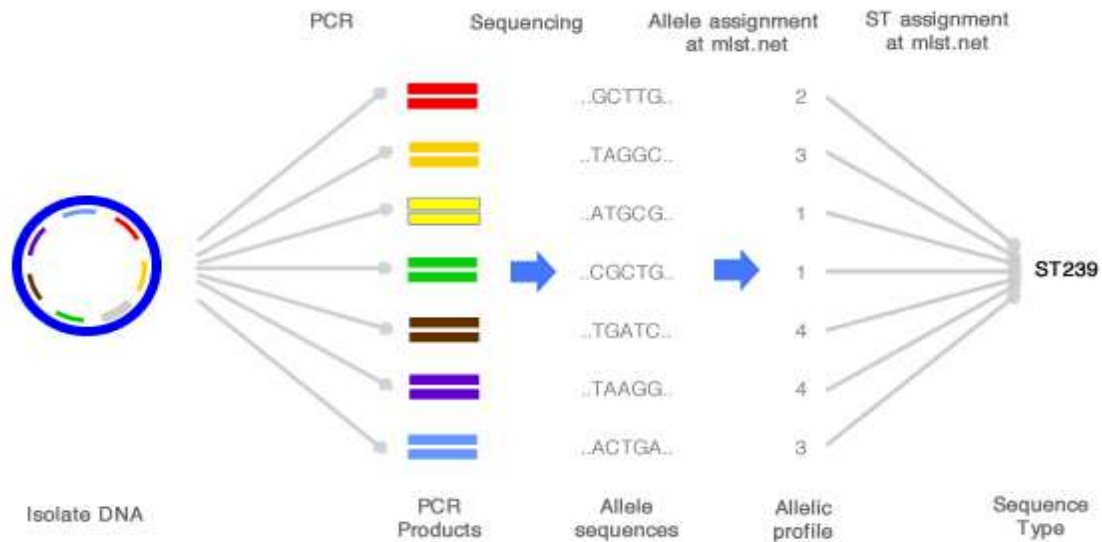 PCR
Sequencing
Allele assignment
at mlst.net
ST assignment
at mlst.net
..GCTTG..
2
..TAGGC..
3
..ATGCG..
1
..CGCTG..
1
ST239
..TGATC..
4
..TAAGG..
4
..ACTGA..
3
Isolate DNA
PCR
Products
Allele
sequences
Allelic
profile
Sequence
Type